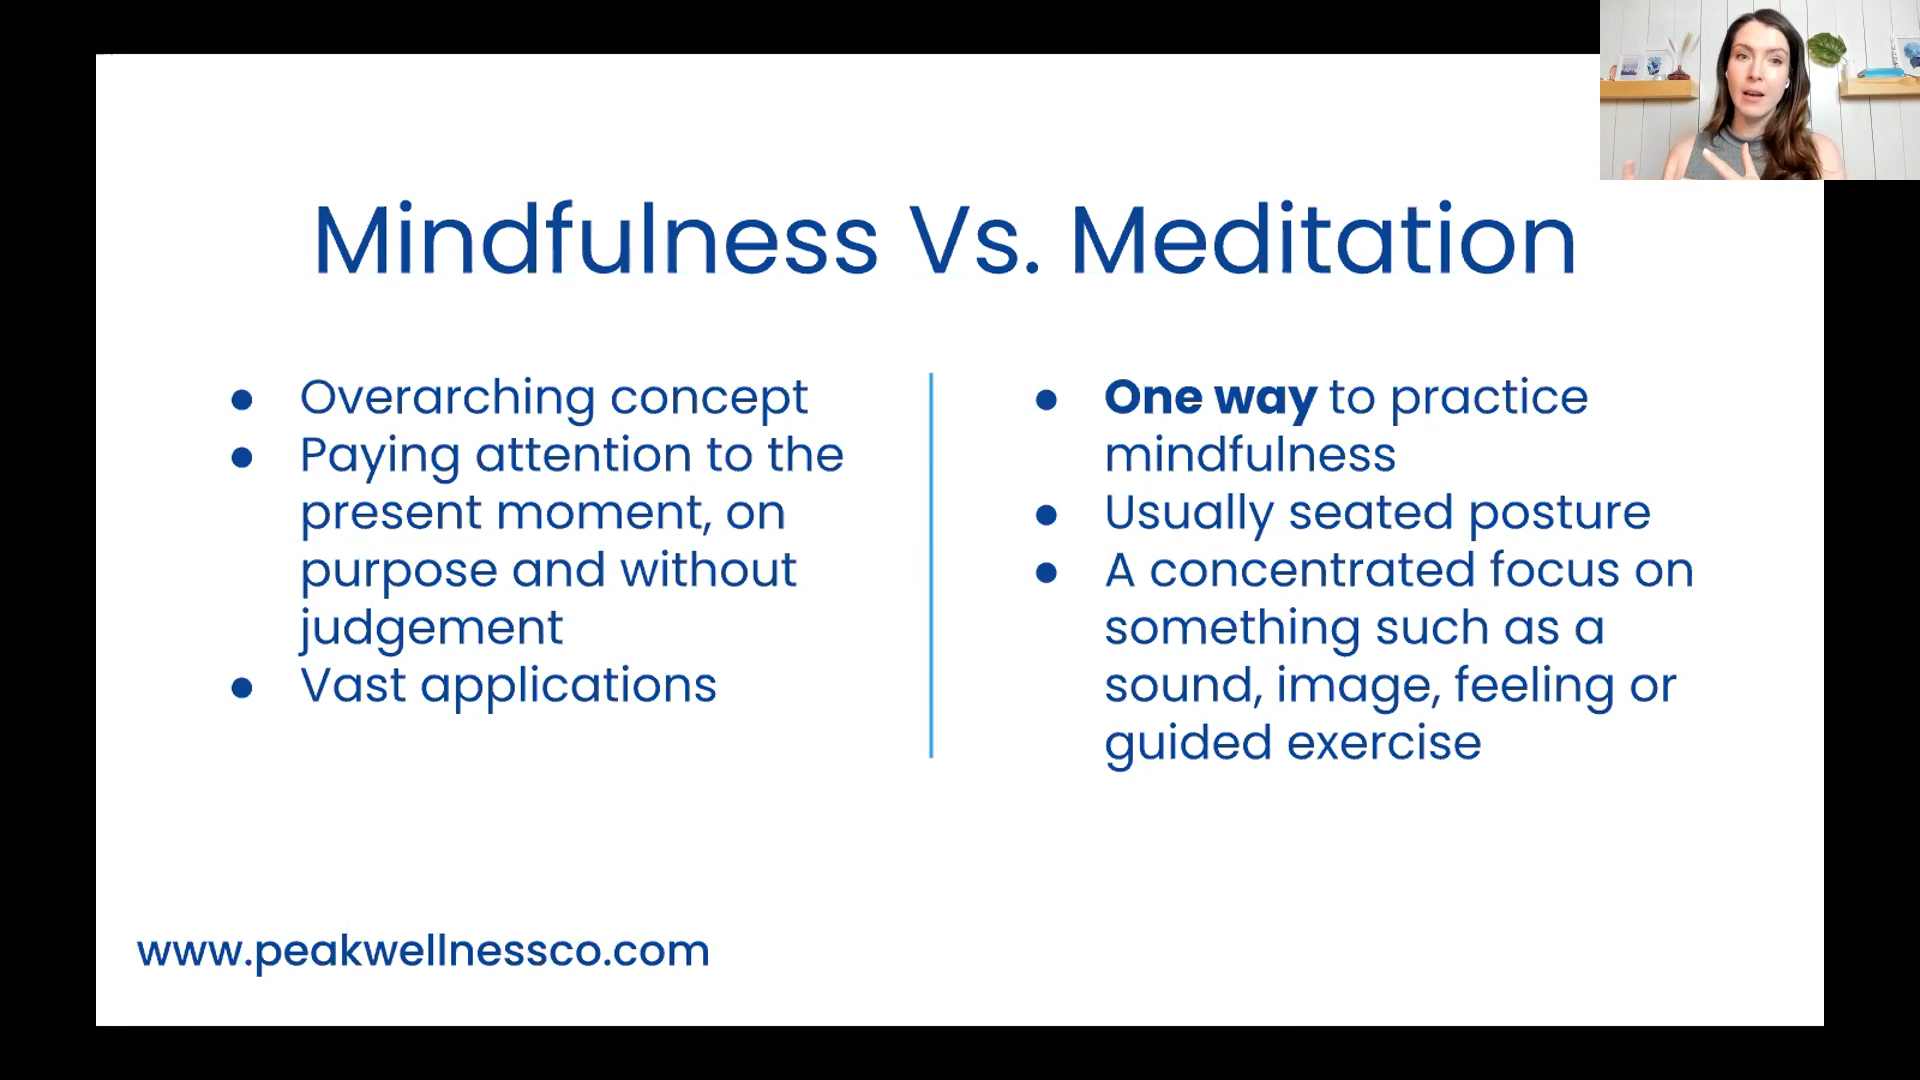 Mindfulness Vs. Meditation
Overarching concept
Paying attention to the
present moment, on
purpose and without
judgement
Vast applications
One way to practice
mindfulness
Usually seated posture
A concentrated focus on
something such as a
sound, image, feeling or
guided exercise
www.peakwellnessco.com